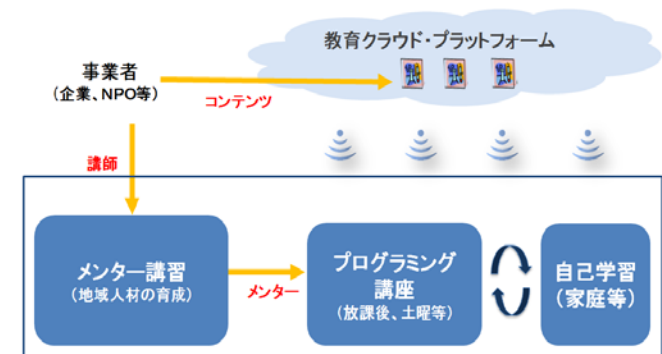 教育クラウド・プラットフォーム
事業者
(企業、NPO等)
コンテンツ
講師
メンター講習
(地域人材の育成)
メンター
プログラミング
講座
(放課後、土曜等)
自己学習
(家庭等)